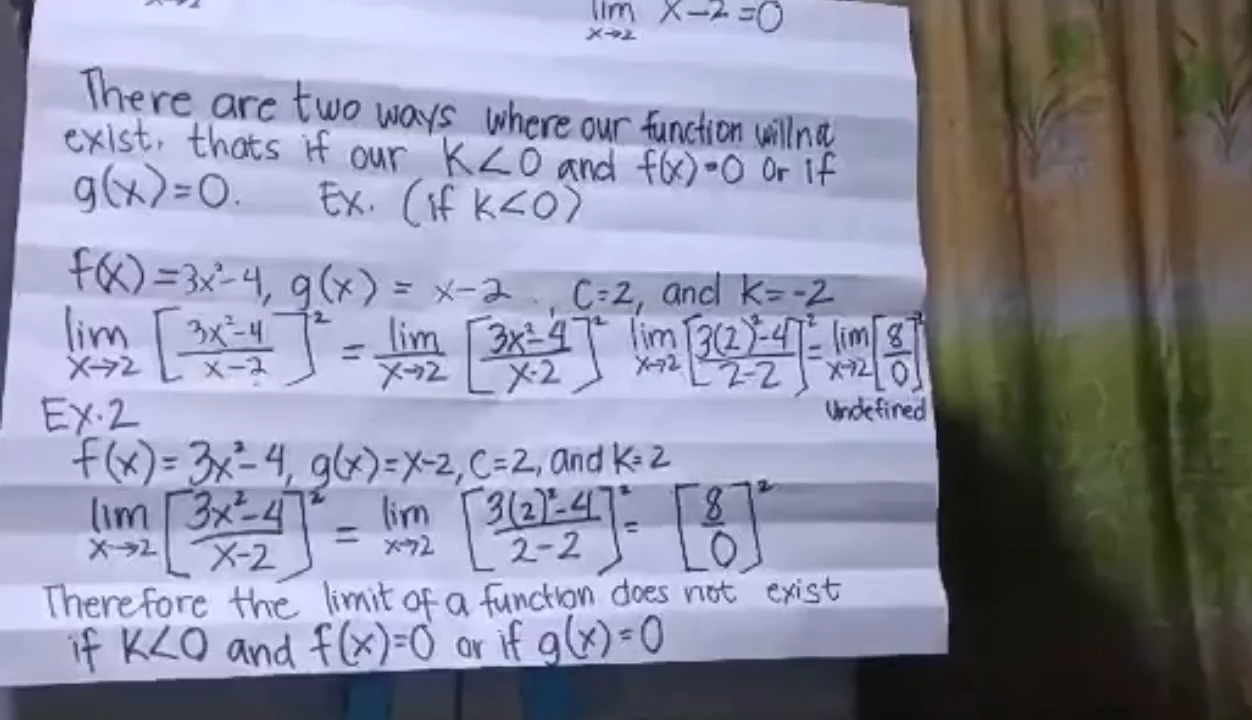 lim x-2=0
x→2
There are two ways where our function will not
exist. thats if our K<0 and f(x)=0 or if
g(x)=0. Ex. (if k<0)
f(x)=3x²-4, g(x) = x-2, C=2, and k=-2
lim [3x²-4 / x-2]² = lim [3x²-4 / x-2]² lim [3(2)²-4 / 2-2]² = lim [8 / 0]²
x→2 x→2 x→2 x→2
Undefined
Ex.2
f(x)=3x²-4, g(x)=x-2, C=2, and K=2
lim [3x²-4 / x-2]² = lim [3(2)²-4 / 2-2]² = [8 / 0]²
x→2 x→2
Therefore the limit of a function does not exist
if K<0 and f(x)=0 or if g(x)=0